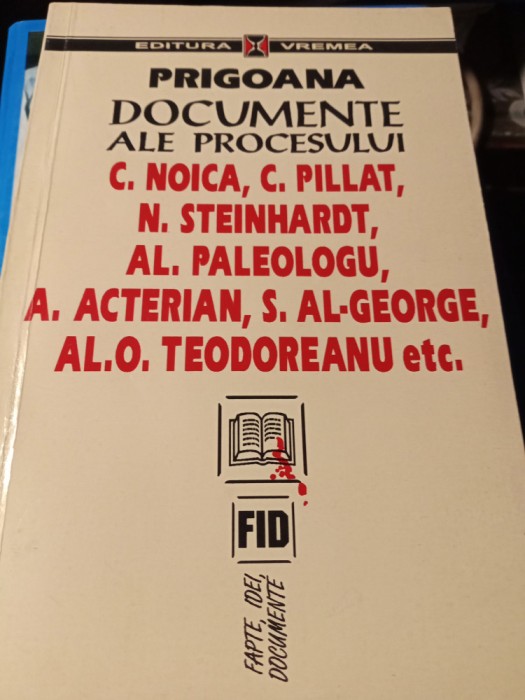 EDITURA VREMEA
PRIGOANA
DOCUMENTE
ALE PROCESULUI
C. NOICA, C. PILLAT,
N. STEINHARDT,
AL. PALEOLOGU,
A. ACTERIAN, S. AL-GEORGE,
AL.O. TEODOREANU etc.
FID
FAPTE, IDEI,
DOCUMENTE